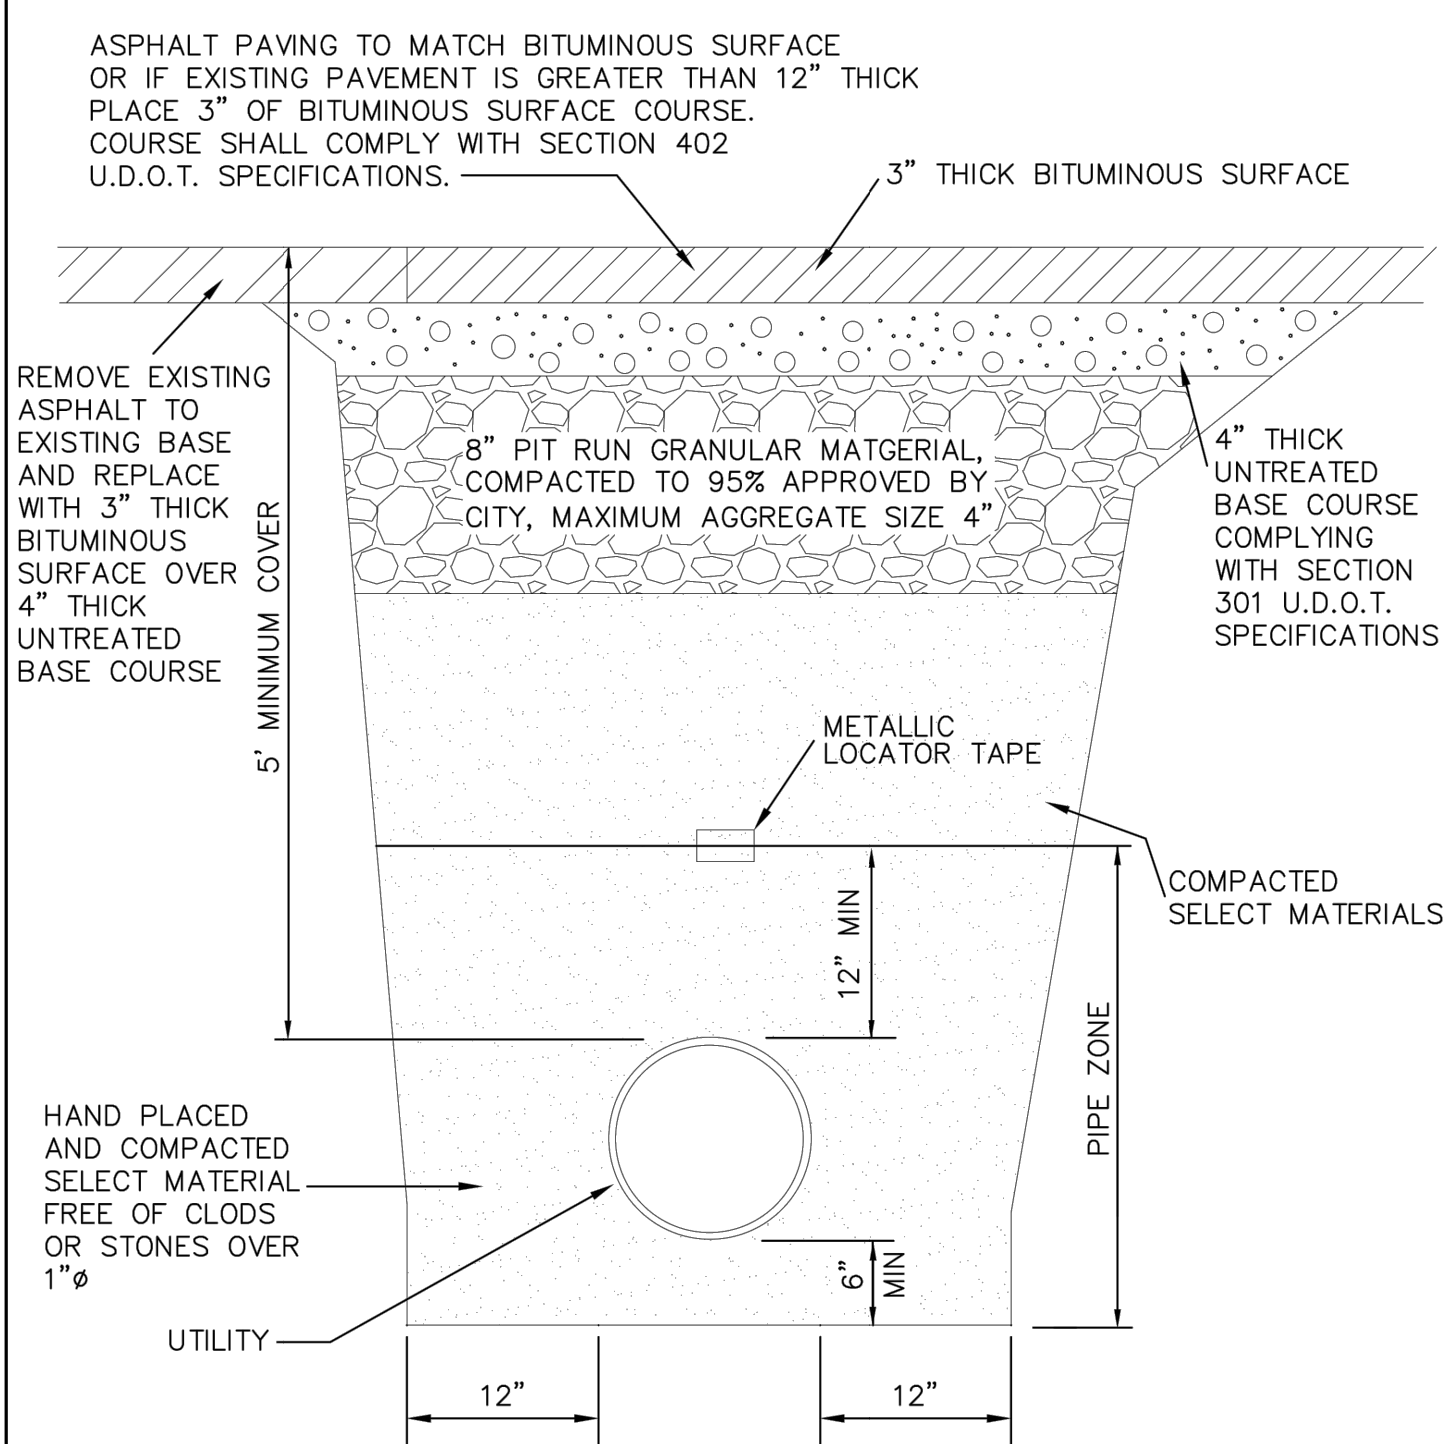 ASPHALT PAVING TO MATCH BITUMINOUS SURFACE
OR IF EXISTING PAVEMENT IS GREATER THAN 12” THICK
PLACE 3” OF BITUMINOUS SURFACE COURSE.
COURSE SHALL COMPLY WITH SECTION 402
U.D.O.T. SPECIFICATIONS.
3” THICK BITUMINOUS SURFACE
REMOVE EXISTING
ASPHALT TO
EXISTING BASE
AND REPLACE
WITH 3” THICK
BITUMINOUS
SURFACE OVER
4” THICK
UNTREATED
BASE COURSE
5’ MINIMUM COVER
8” PIT RUN GRANULAR MATGERIAL,
COMPACTED TO 95% APPROVED BY
CITY, MAXIMUM AGGREGATE SIZE 4”
4” THICK
UNTREATED
BASE COURSE
COMPLYING
WITH SECTION
301 U.D.O.T.
SPECIFICATIONS
METALLIC
LOCATOR TAPE
COMPACTED
SELECT MATERIALS
12” MIN
PIPE ZONE
HAND PLACED
AND COMPACTED
SELECT MATERIAL
FREE OF CLODS
OR STONES OVER
1”ø
6”
MIN
UTILITY
12”
12”